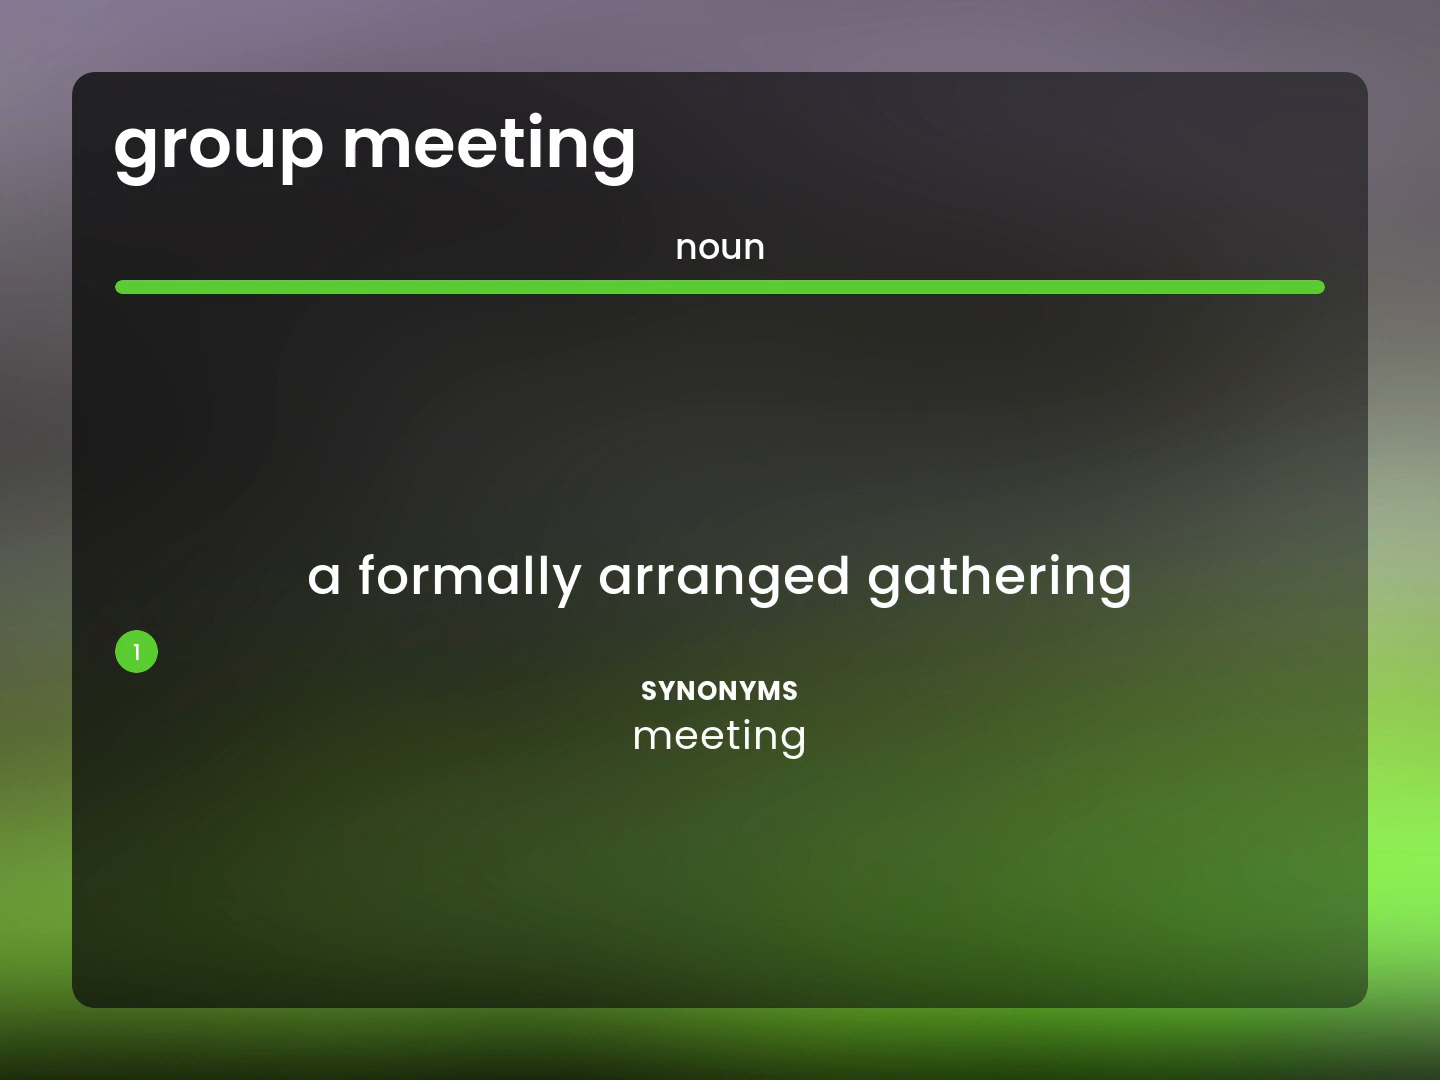 group meeting
noun
a formally arranged gathering
1
SYNONYMS
meeting